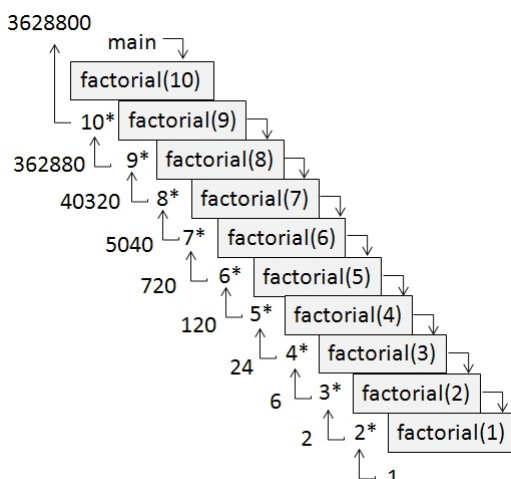 3628800
main
factorial(10)
10* factorial(9)
362880 9* factorial(8)
40320 8* factorial(7)
5040 7* factorial(6)
720 6* factorial(5)
120 5* factorial(4)
24 4* factorial(3)
6 3* factorial(2)
2 2* factorial(1)
1